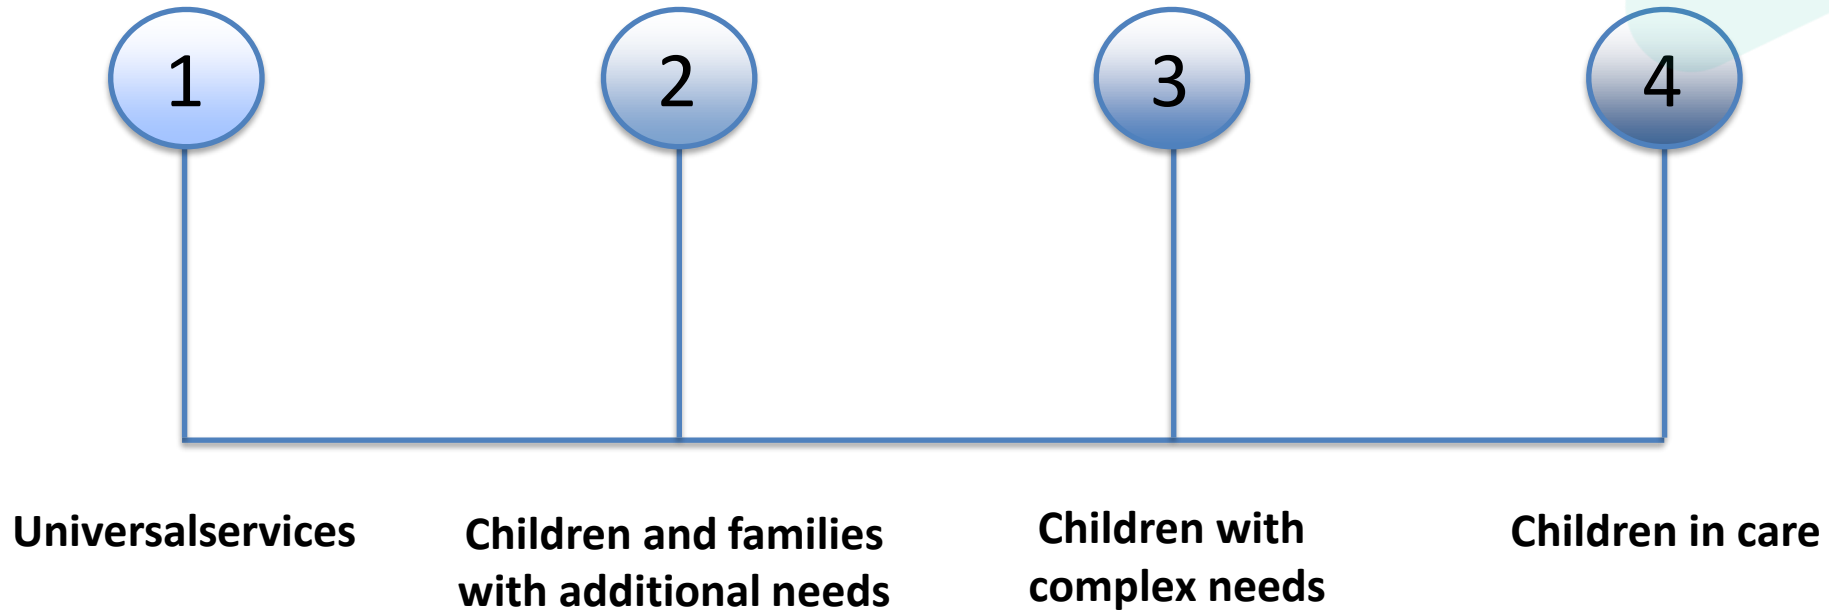 1
2
3
4
Universalservices
Children and families
with additional needs
Children with
complex needs
Children in care